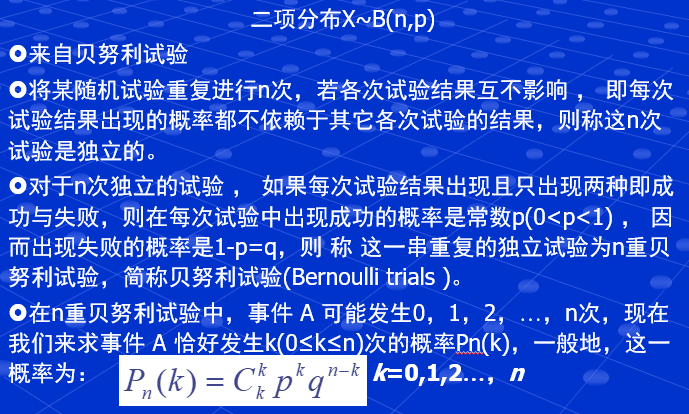 二项分布X~B(n,p)
来自贝努利试验
将某随机试验重复进行n次，若各次试验结果互不影响 ， 即每次
试验结果出现的概率都不依赖于其它各次试验的结果，则称这n次
试验是独立的。
对于n次独立的试验 ， 如果每次试验结果出现且只出现两种即成
功与失败，则在每次试验中出现成功的概率是常数p(0<p<1) ， 因
而出现失败的概率是1-p=q，则 称 这一串重复的独立试验为n重贝
努利试验，简称贝努利试验(Bernoulli trials )。
在n重贝努利试验中，事件 A 可能发生0，1，2，…，n次，现在
我们来求事件 A 恰好发生k(0≤k≤n)次的概率Pn(k)，一般地，这一
概率为： P_n(k) = C_k^k p^k q^{n-k} k=0,1,2…, n